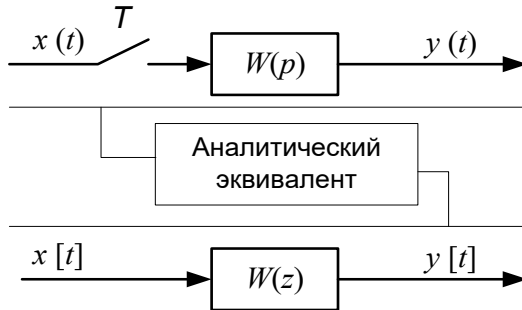 T
x (t)
W(p)
y (t)
Аналитический
эквивалент
x [t]
W(z)
y [t]